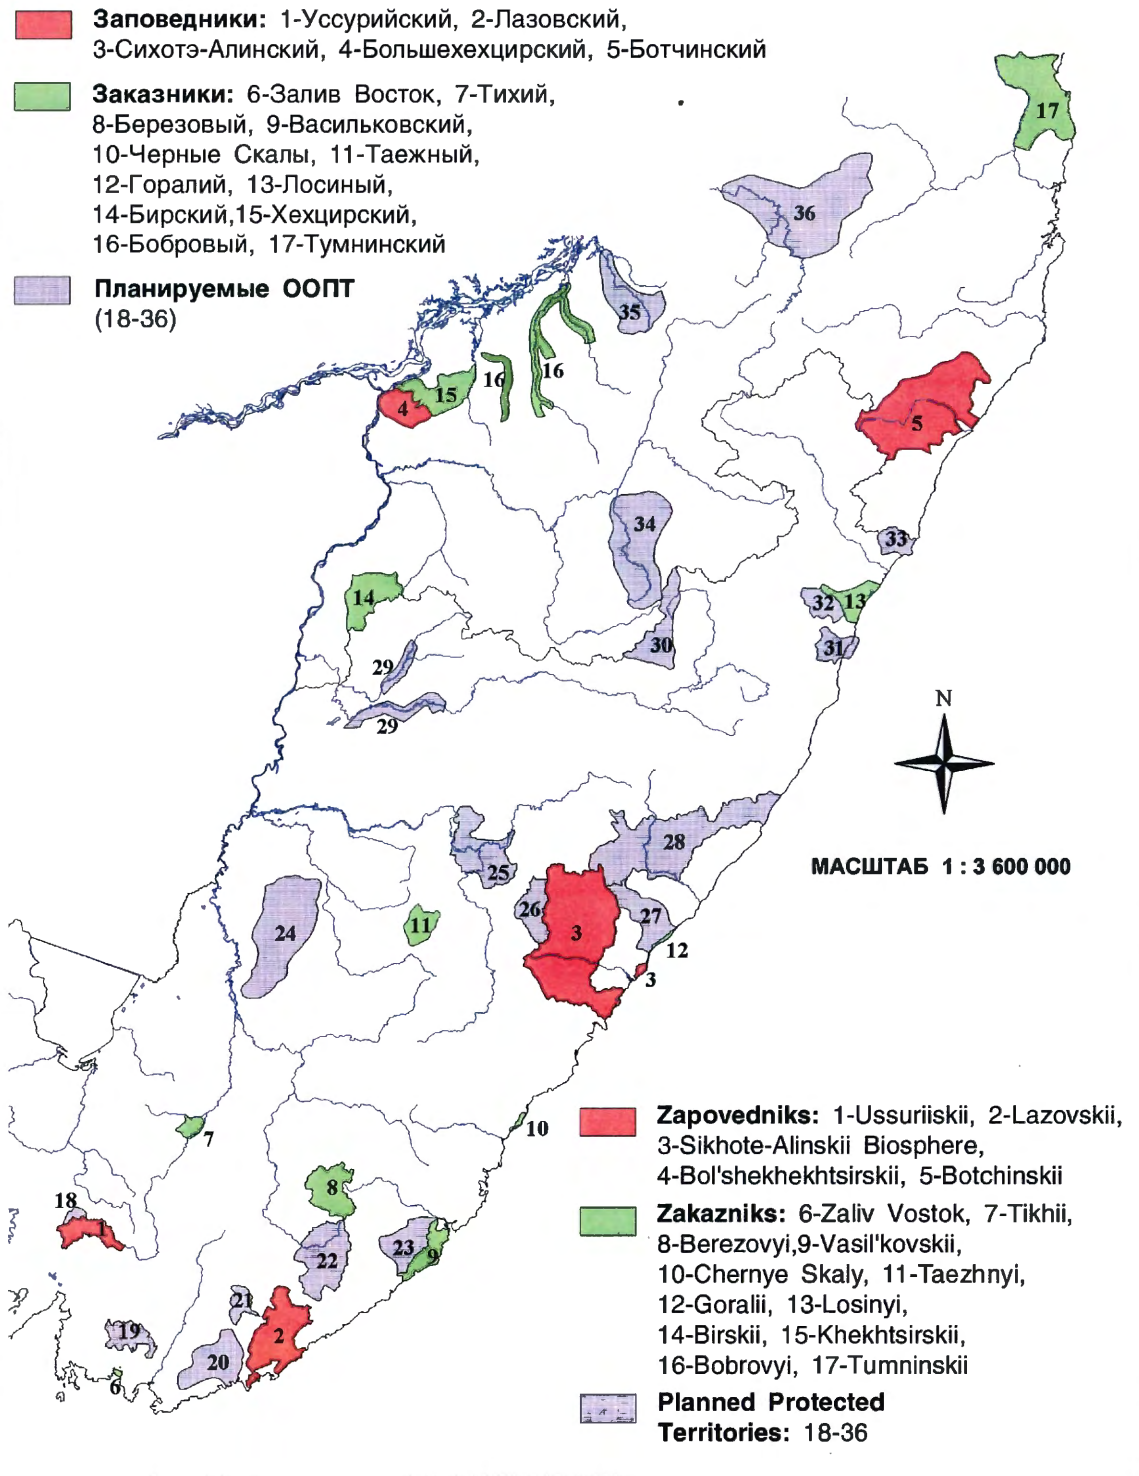 Заповедники: 1-Уссурийский, 2-Лазовский,
3-Сихотэ-Алинский, 4-Большехехцирский, 5-Ботчинский
Заказники: 6-Залив Восток, 7-Тихий,
8-Березовый, 9-Васильковский,
10-Черные Скалы, 11-Таежный,
12-Горалий, 13-Лосиный,
14-Бирский,15-Хехцирский,
16-Бобровый, 17-Тумнинский
Планируемые ООПТ
(18-36)
17
36
35
16
16
15
4
5
34
33
14
32
13
30
31
29
29
N
МАСШТАБ 1 : 3 600 000
28
25
26
27
24
11
3
12
3
10
7
8
18
1
23
9
22
21
2
19
20
6
Zapovedniks: 1-Ussuriiskii, 2-Lazovskii,
3-Sikhote-Alinskii Biosphere,
4-Bol'shekhekhtsirskii, 5-Botchinskii
Zakazniks: 6-Zaliv Vostok, 7-Tikhii,
8-Berezovyi,9-Vasil'kovskii,
10-Chernye Skaly, 11-Taezhnyi,
12-Goralii, 13-Losinyi,
14-Birskii, 15-Khekhtsirskii,
16-Bobrovyi, 17-Tumninskii
Planned Protected
Territories: 18-36